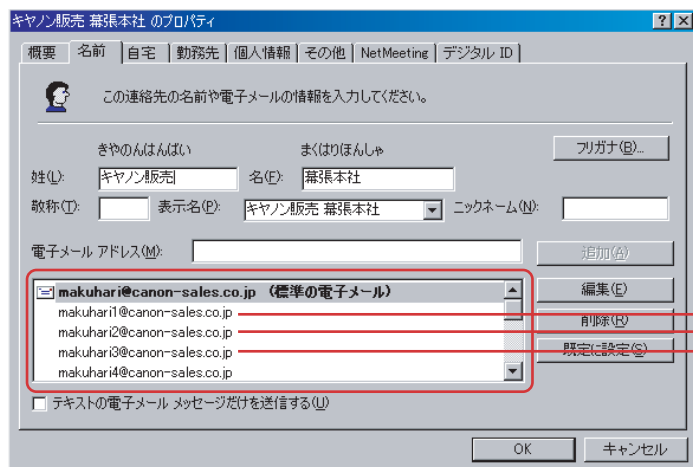 キヤノン販売 幕張本社 のプロパティ
概要 名前 自宅 勤務先 個人情報 その他 NetMeeting デジタル ID
この連絡先の名前や電子メールの情報を入力してください。
きやのんはんばい まくはりほんしゃ フリガナ(B)...
姓(L): キヤノン販売 名(F): 幕張本社
敬称(T): 表示名(P): キヤノン販売 幕張本社 ニックネーム(N):
電子メール アドレス(M): 追加(A)
makuhari@canon-sales.co.jp (標準の電子メール) 編集(E)
makuhari1@canon-sales.co.jp
makuhari2@canon-sales.co.jp 削除(R)
makuhari3@canon-sales.co.jp 既定に設定(S)
makuhari4@canon-sales.co.jp
テキストの電子メール メッセージだけを送信する(U)
OK キャンセル